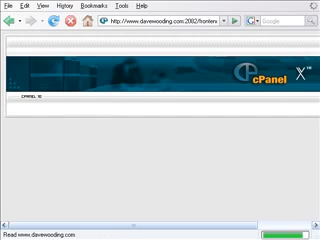 File Edit View History Bookmarks Tools Help
http://www.davewooding.com:2082/fronten
G Google
cPanel X™
CPANEL 10
Read www.davewooding.com